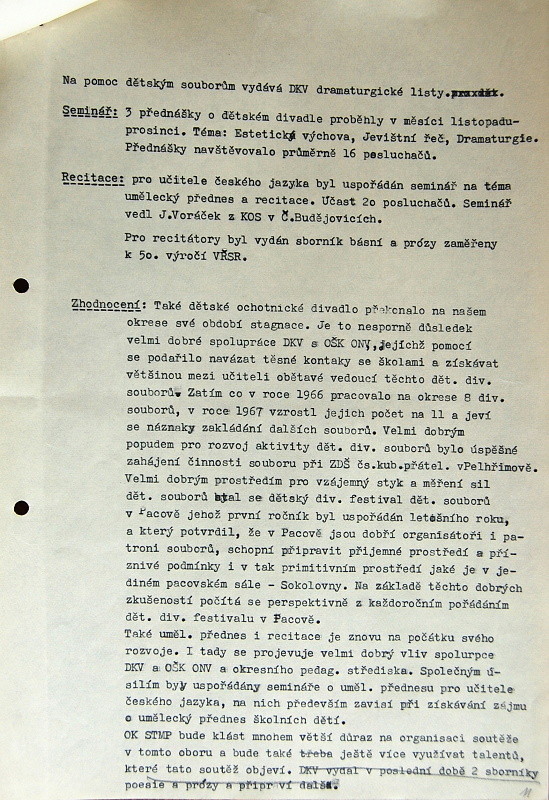 Na pomoc dětským souborům vydává DKV dramaturgické listy.
Seminář: 3 přednášky o dětském divadle proběhly v měsíci listopadu-
prosinci. Téma: Estetická výchova, Jevištní řeč, Dramaturgie.
Přednášky navštěvovalo průměrně 16 posluchačů.
Recitace: pro učitele českého jazyka byl uspořádán seminář na téma
umělecký přednes a recitace. Učast 2o posluchačů. Seminář
vedl J.Voráček z KOS v Č.Budějovicích.
Pro recitátory byl vydán sborník básní a prózy zaměřeny
k 5o. výročí VŘSR.
Zhodnocení: Také dětské ochotnické divadlo překonalo na našem
okrese své období stagnace. Je to nesporně důsledek
velmi dobré spolupráce DKV s OŠK ONV, jejíchž pomocí
se podařilo navázat těsné kontaky se školami a získávat
většinou mezi učiteli obětavé vedoucí těchto dět. div.
souborů. Zatím co v roce 1966 pracovalo na okrese 8 div.
souborů, v roce 1967 vzrostl jejich počet na 11 a jeví
se náznaky zakládání dalších souborů. Velmi dobrým
popudem pro rozvoj aktivity dět. div. souborů bylo úspěšné
zahájení činnosti souboru při ZDŠ čs.kub.přátel. vPelhřimově.
Velmi dobrým prostředím pro vzájemný styk a měření sil
dět. souborů stal se dětský div. festival dět. souborů
v Pacově jehož první ročník byl uspořádán letošního roku,
a který potvrdil, že v Pacově jsou dobří organisátoři i pa-
troni souborů, schopní připravit příjemné prostředí a pří-
znivé podmínky i v tak primitivním prostředí jaké je v je-
diném pacovském sále - Sokolovny. Na základě těchto dobrých
zkušeností počítá se perspektivně z každoročním pořádáním
dět. div. festivalu v Pacově.
Také uměl. přednes i recitace je znovu na počátku svého
rozvoje. I tady se projevuje velmi dobrý vliv spolurpce
DKV a OŠK ONV a okresního pedag. střediska. Společným ú-
silím byly uspořádány semináře o uměl. přednesu pro učitele
českého jazyka, na nich především zavisí při získávání zájmu
o umělecký přednes školních dětí.
OK STMP bude klást mnohem větší důraz na organisaci soutěže
v tomto oboru a bude také třeba ještě více využívat talentů,
které tato soutěž objeví. DKV vydal v poslední době 2 sborníky
poesie a prózy a připr ví další.
11